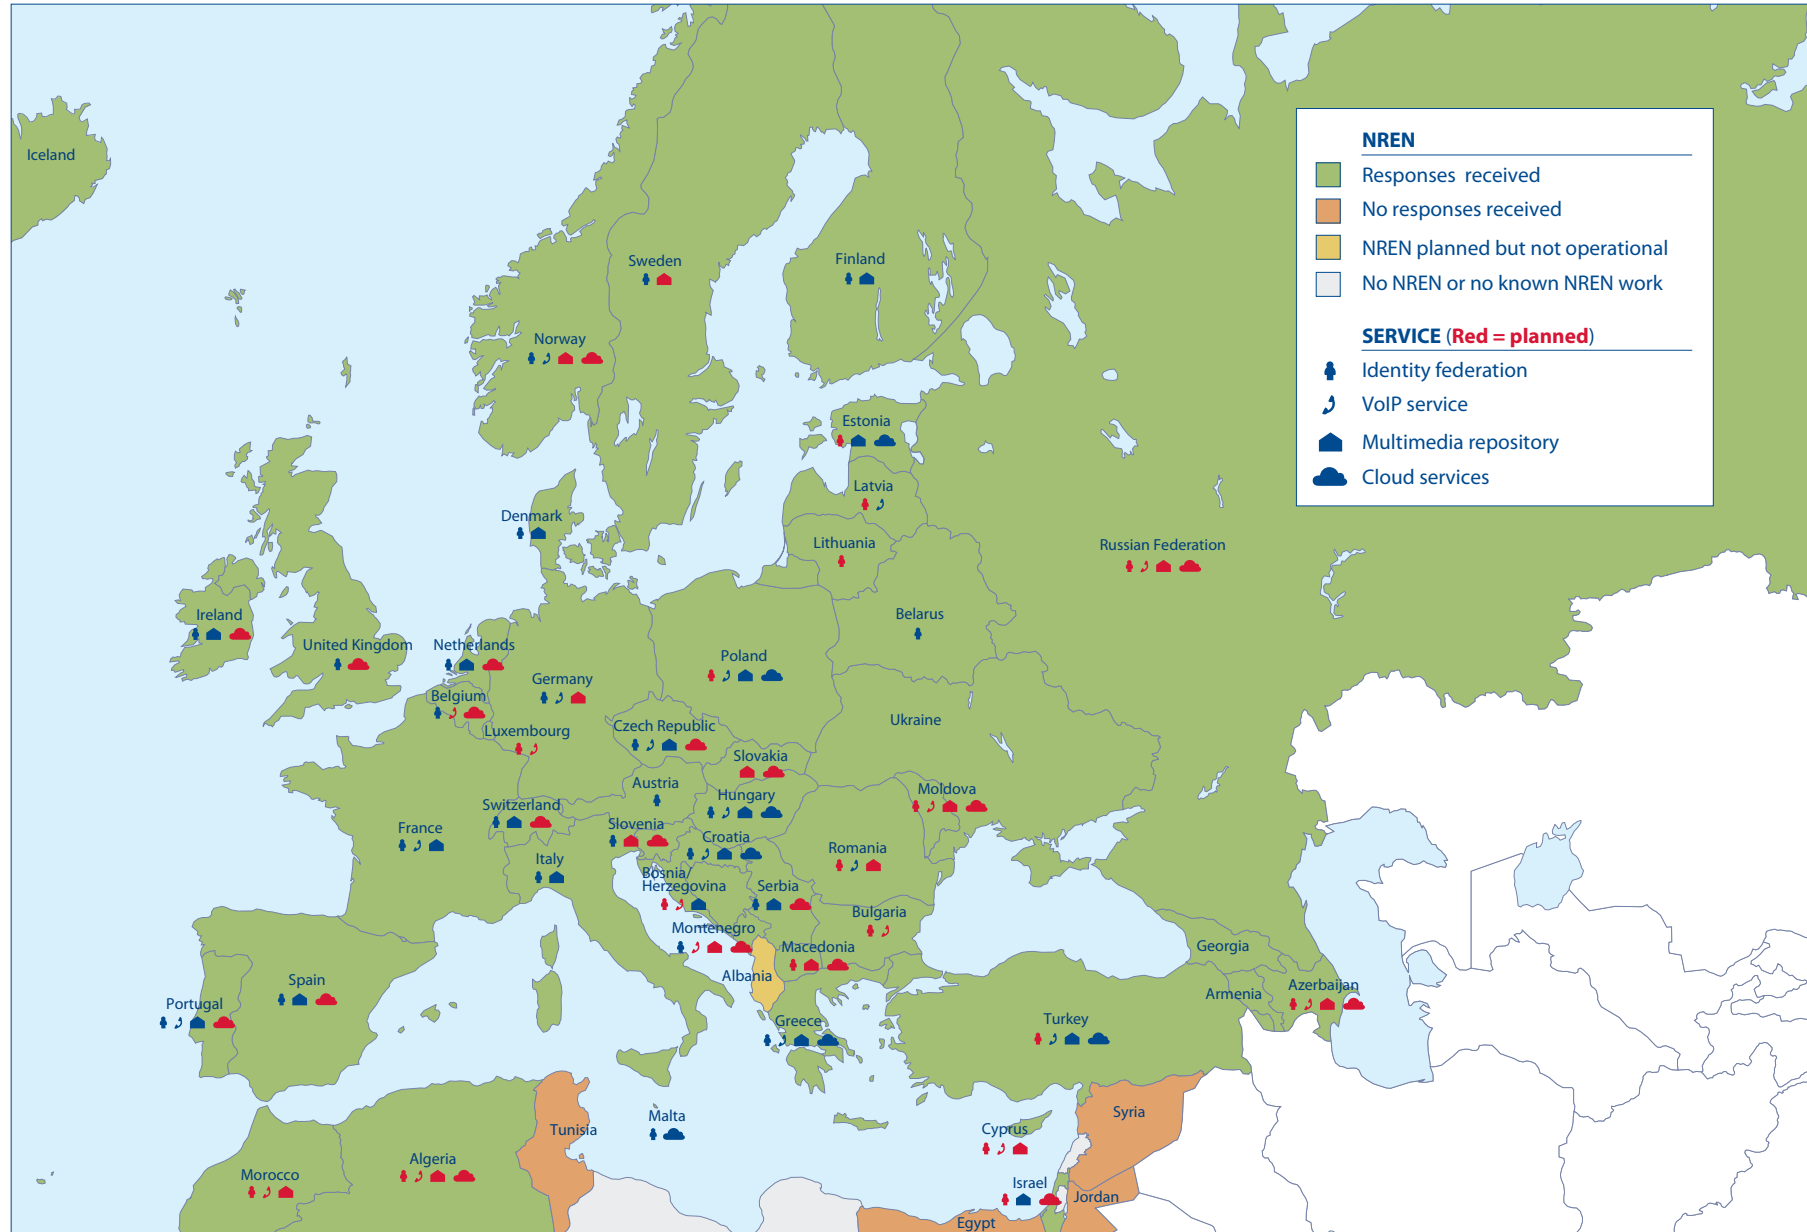 Iceland
NREN
Responses received
No responses received
NREN planned but not operational
No NREN or no known NREN work
SERVICE (Red = planned)
Identity federation
VoIP service
Multimedia repository
Cloud services
Sweden
Finland
Norway
Estonia
Latvia
Denmark
Lithuania
Russian Federation
Ireland
Belarus
United Kingdom
Netherlands
Poland
Germany
Belgium
Ukraine
Luxembourg
Czech Republic
Slovakia
Austria
Moldova
Hungary
Switzerland
Slovenia
France
Croatia
Romania
Italy
Bosnia/
Herzegovina
Serbia
Bulgaria
Montenegro
Macedonia
Georgia
Albania
Spain
Azerbaijan
Armenia
Portugal
Greece
Turkey
Malta
Syria
Tunisia
Cyprus
Algeria
Morocco
Israel
Jordan
Egypt